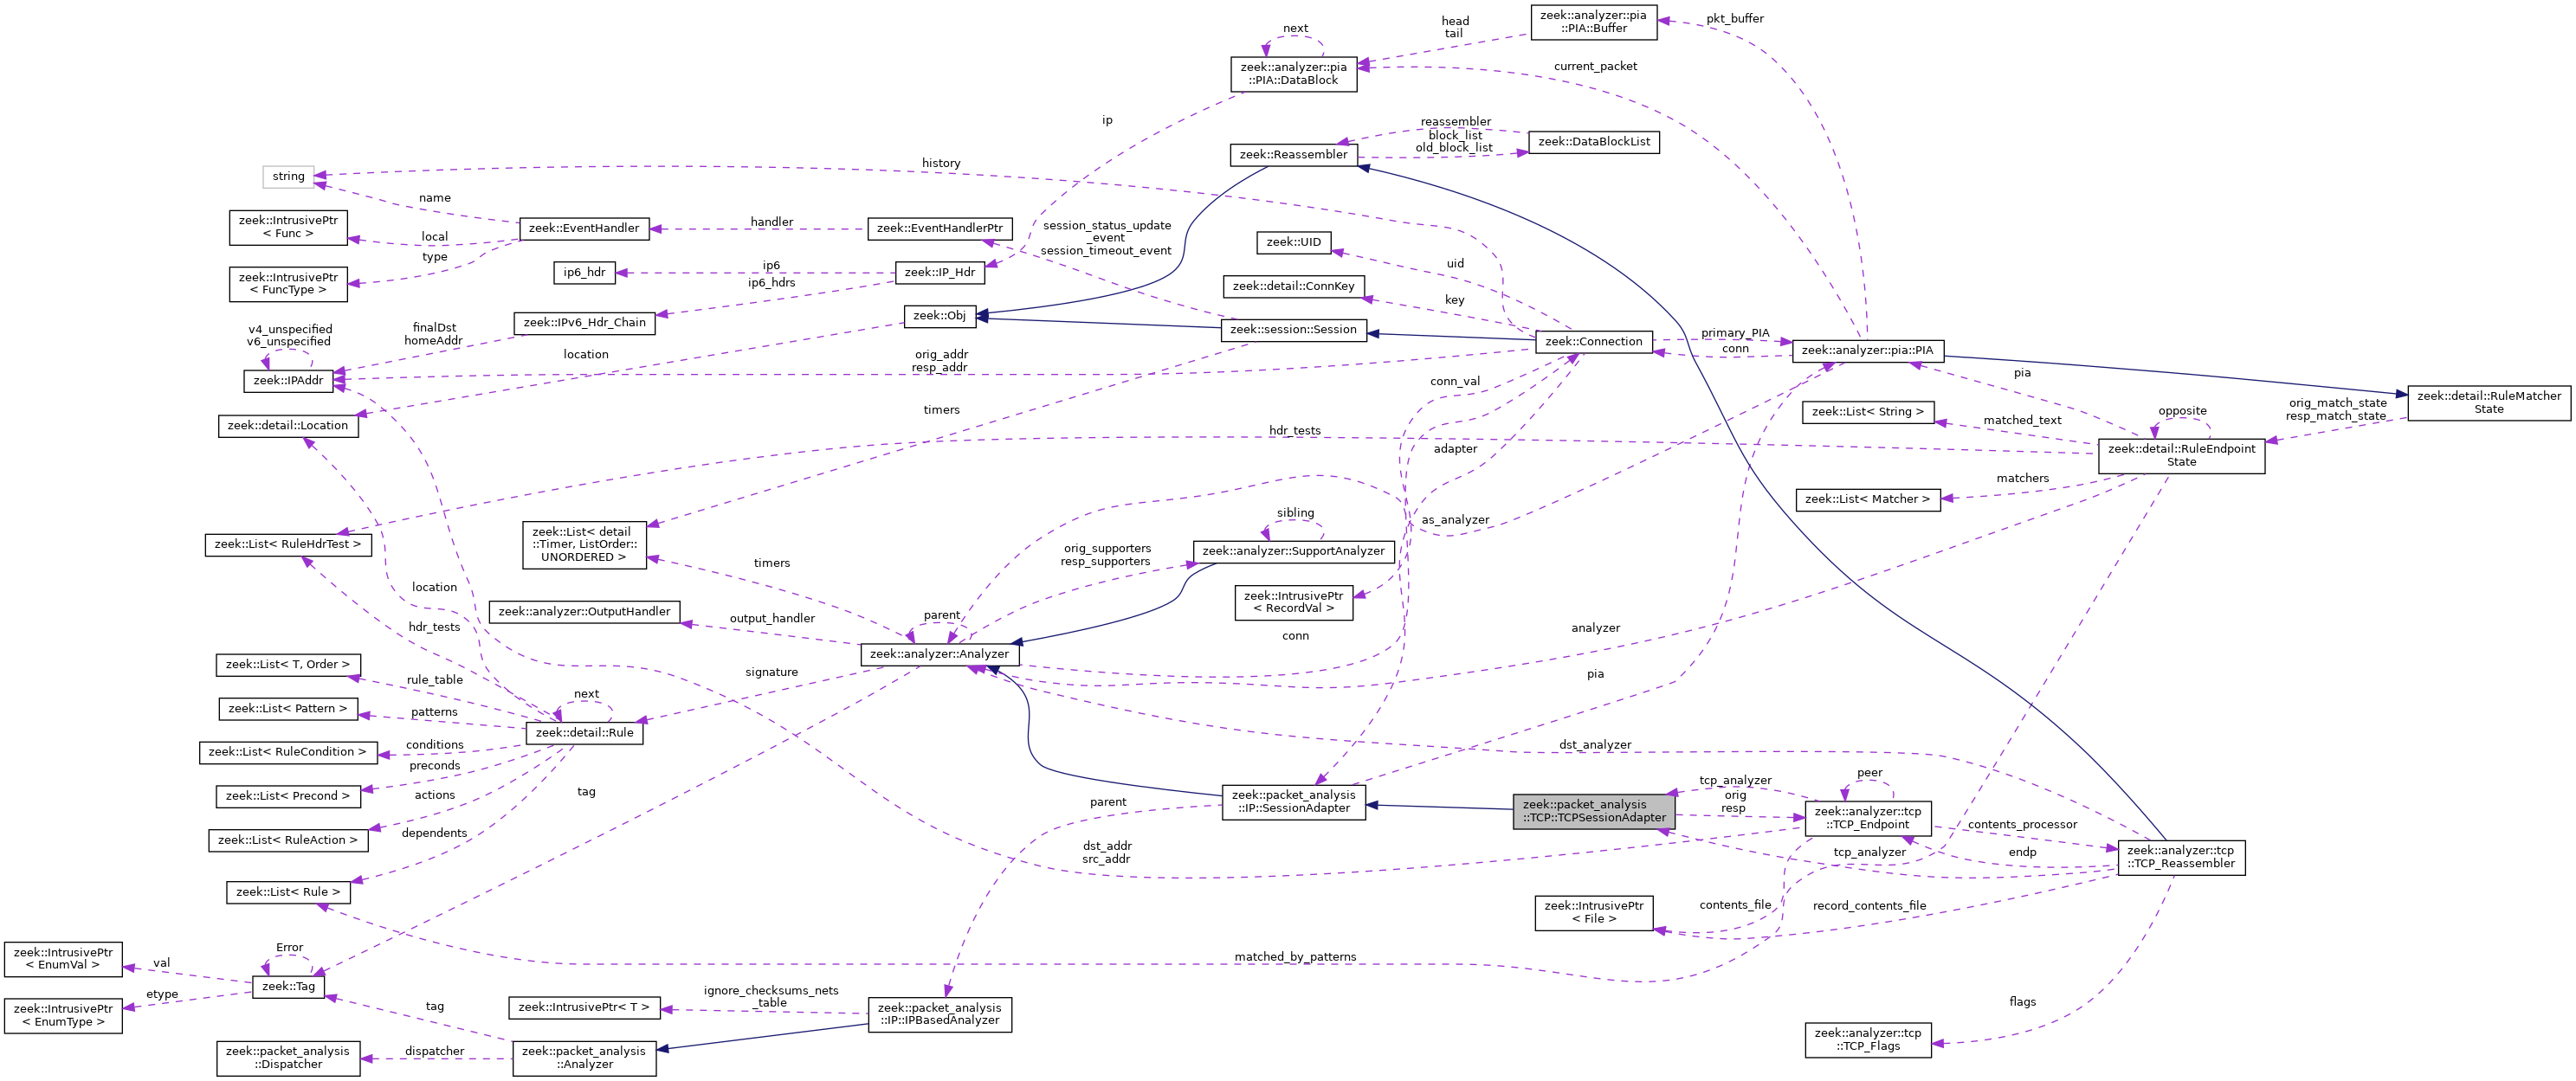 zeek::analyzer::pia
::PIA::Buffer
pkt_buffer
head
tail
next
zeek::analyzer::pia
::PIA::DataBlock
current_packet
ip
reassembler
block_list
old_block_list
zeek::DataBlockList
zeek::Reassembler
history
string
name
zeek::IntrusivePtr
< Func >
local
type
zeek::EventHandler
handler
zeek::EventHandlerPtr
session_status_update
_event
session_timeout_event
zeek::UID
uid
zeek::IntrusivePtr
< FuncType >
ip6_hdr
ip6
ip6_hdrs
zeek::IP_Hdr
zeek::detail::ConnKey
key
zeek::Obj
zeek::IPv6_Hdr_Chain
zeek::session::Session
zeek::Connection
primary_PIA
conn
zeek::analyzer::pia::PIA
v4_unspecified
v6_unspecified
finalDst
homeAddr
location
orig_addr
resp_addr
zeek::IPAddr
conn_val
pia
zeek::detail::RuleMatcher
State
orig_match_state
resp_match_state
zeek::List< String >
matched_text
opposite
zeek::detail::Location
timers
hdr_tests
adapter
zeek::detail::RuleEndpoint
State
zeek::List< Matcher >
matchers
as_analyzer
sibling
zeek::List< RuleHdrTest >
zeek::List< detail
::Timer, ListOrder::
UNORDERED >
zeek::analyzer::SupportAnalyzer
orig_supporters
resp_supporters
timers
location
zeek::IntrusivePtr
< RecordVal >
zeek::analyzer::OutputHandler
output_handler
parent
hdr_tests
conn
analyzer
zeek::analyzer::Analyzer
zeek::List< T, Order >
rule_table
signature
pia
next
zeek::List< Pattern >
patterns
zeek::detail::Rule
zeek::List< RuleCondition >
conditions
preconds
dst_analyzer
zeek::List< Precond >
actions
tag
parent
zeek::packet_analysis
::IP::SessionAdapter
zeek::packet_analysis
::TCP::TCPSessionAdapter
tcp_analyzer
orig
resp
peer
zeek::analyzer::tcp
::TCP_Endpoint
contents_processor
zeek::List< RuleAction >
dependents
dst_addr
src_addr
tcp_analyzer
endp
zeek::analyzer::tcp
::TCP_Reassembler
zeek::List< Rule >
zeek::IntrusivePtr
< File >
contents_file
record_contents_file
matched_by_patterns
zeek::IntrusivePtr
< EnumVal >
val
Error
zeek::Tag
etype
zeek::IntrusivePtr
< EnumType >
tag
zeek::IntrusivePtr< T >
ignore_checksums_nets
_table
zeek::packet_analysis
::IP::IPBasedAnalyzer
flags
zeek::packet_analysis
::Dispatcher
dispatcher
zeek::packet_analysis
::Analyzer
zeek::analyzer::tcp
::TCP_Flags